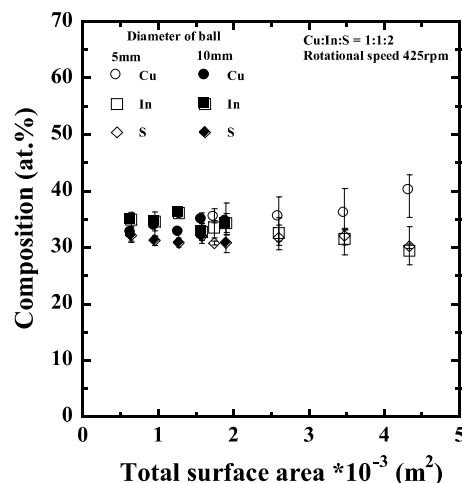 70
60
50
40
30
20
10
0
Composition (at.%)
Diameter of ball
5mm 10mm
Cu Cu
In In
S S
Cu:In:S = 1:1:2
Rotational speed 425rpm
0 1 2 3 4 5
Total surface area *10⁻³ (m²)